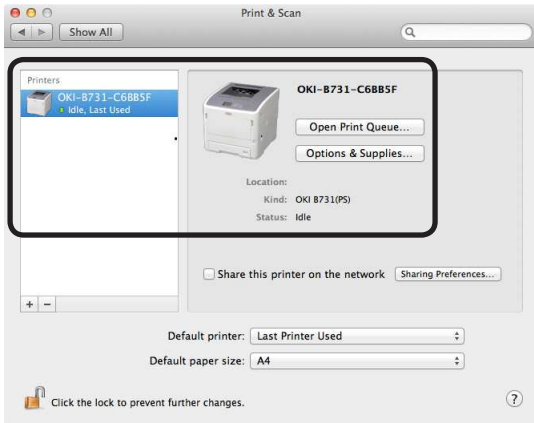 Print & Scan
Show All
Printers
OKI-B731-C6BB5F
Idle, Last Used
OKI-B731-C6BB5F
Open Print Queue...
Options & Supplies...
Location:
Kind: OKI B731(PS)
Status: Idle
Share this printer on the network
Sharing Preferences...
+ −
Default printer: Last Printer Used
Default paper size: A4
Click the lock to prevent further changes.
?